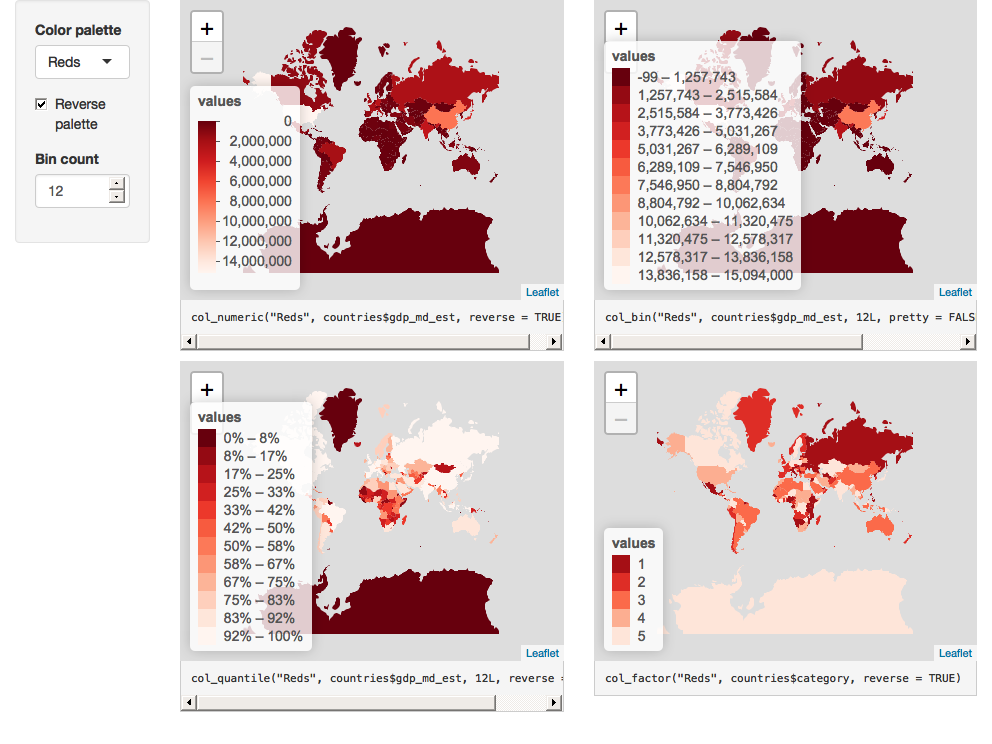 Color palette
Reds
Reverse
palette
Bin count
12
+
−
values
0
2,000,000
4,000,000
6,000,000
8,000,000
10,000,000
12,000,000
14,000,000
Leaflet
col_numeric("Reds", countries$gdp_md_est, reverse = TRUE
+
values
-99 – 1,257,743
1,257,743 – 2,515,584
2,515,584 – 3,773,426
3,773,426 – 5,031,267
5,031,267 – 6,289,109
6,289,109 – 7,546,950
7,546,950 – 8,804,792
8,804,792 – 10,062,634
10,062,634 – 11,320,475
11,320,475 – 12,578,317
12,578,317 – 13,836,158
13,836,158 – 15,094,000
Leaflet
col_bin("Reds", countries$gdp_md_est, 12L, pretty = FALS
+
values
0% – 8%
8% – 17%
17% – 25%
25% – 33%
33% – 42%
42% – 50%
50% – 58%
58% – 67%
67% – 75%
75% – 83%
83% – 92%
92% – 100%
Leaflet
col_quantile("Reds", countries$gdp_md_est, 12L, reverse =
+
−
values
1
2
3
4
5
Leaflet
col_factor("Reds", countries$category, reverse = TRUE)